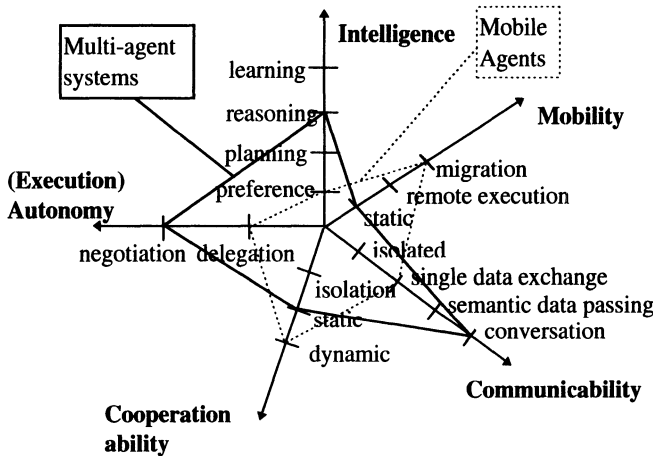 Multi-agent
systems
Intelligence
Mobile
Agents
learning
reasoning
planning
preference
Mobility
migration
remote execution
static
(Execution)
Autonomy
negotiation
delegation
isolated
single data exchange
semantic data passing
conversation
Communicability
isolation
static
dynamic
Cooperation
ability